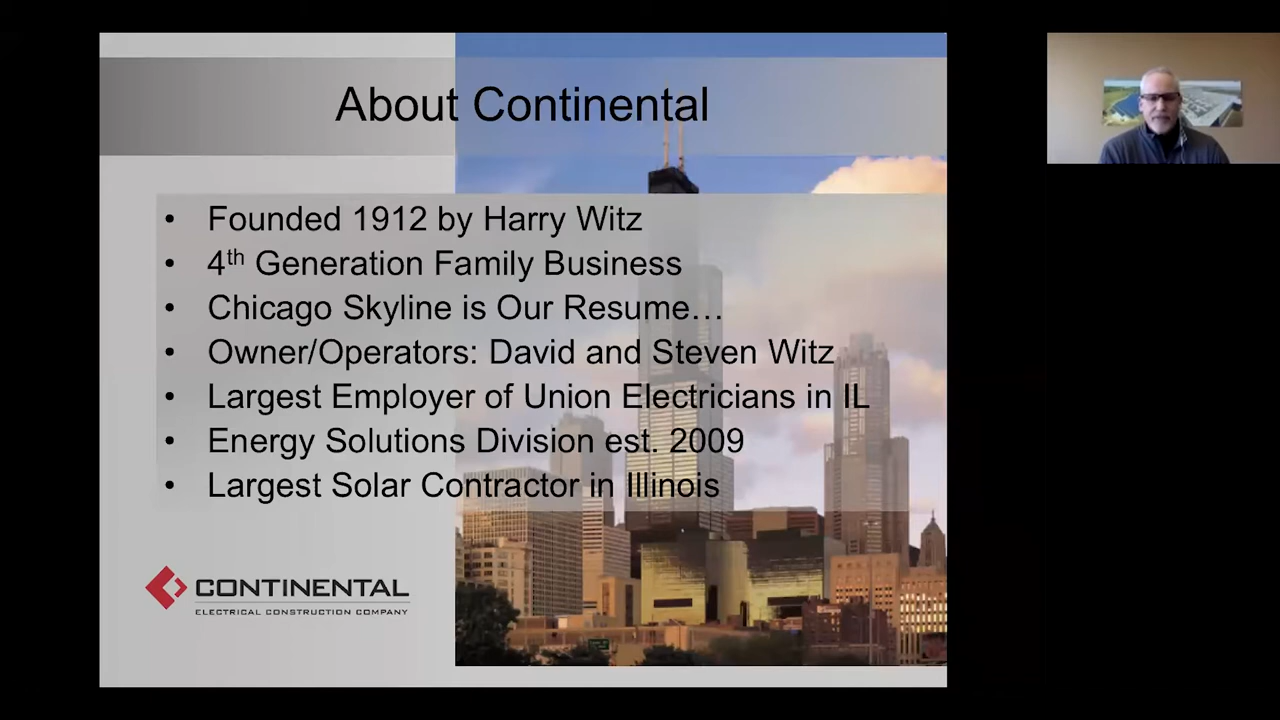 About Continental
• Founded 1912 by Harry Witz
• 4th Generation Family Business
• Chicago Skyline is Our Resume…
• Owner/Operators: David and Steven Witz
• Largest Employer of Union Electricians in IL
• Energy Solutions Division est. 2009
• Largest Solar Contractor in Illinois
CONTINENTAL
ELECTRICAL CONSTRUCTION COMPANY